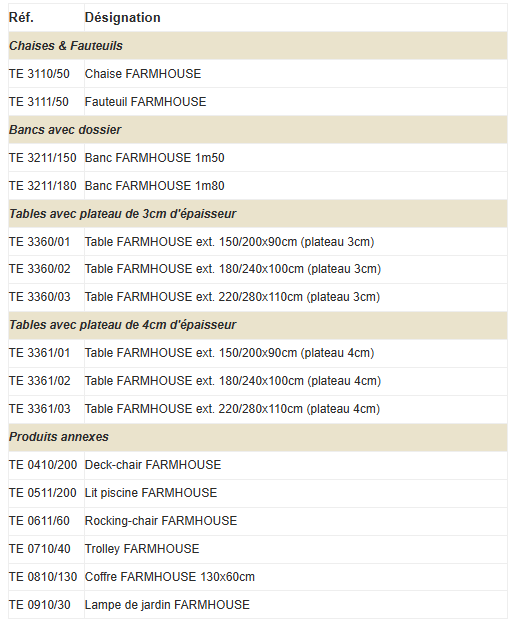 Réf. Désignation
Chaises & Fauteuils
TE 3110/50 Chaise FARMHOUSE
TE 3111/50 Fauteuil FARMHOUSE
Bancs avec dossier
TE 3211/150 Banc FARMHOUSE 1m50
TE 3211/180 Banc FARMHOUSE 1m80
Tables avec plateau de 3cm d'épaisseur
TE 3360/01 Table FARMHOUSE ext. 150/200x90cm (plateau 3cm)
TE 3360/02 Table FARMHOUSE ext. 180/240x100cm (plateau 3cm)
TE 3360/03 Table FARMHOUSE ext. 220/280x110cm (plateau 3cm)
Tables avec plateau de 4cm d'épaisseur
TE 3361/01 Table FARMHOUSE ext. 150/200x90cm (plateau 4cm)
TE 3361/02 Table FARMHOUSE ext. 180/240x100cm (plateau 4cm)
TE 3361/03 Table FARMHOUSE ext. 220/280x110cm (plateau 4cm)
Produits annexes
TE 0410/200 Deck-chair FARMHOUSE
TE 0511/200 Lit piscine FARMHOUSE
TE 0611/60 Rocking-chair FARMHOUSE
TE 0710/40 Trolley FARMHOUSE
TE 0810/130 Coffre FARMHOUSE 130x60cm
TE 0910/30 Lampe de jardin FARMHOUSE